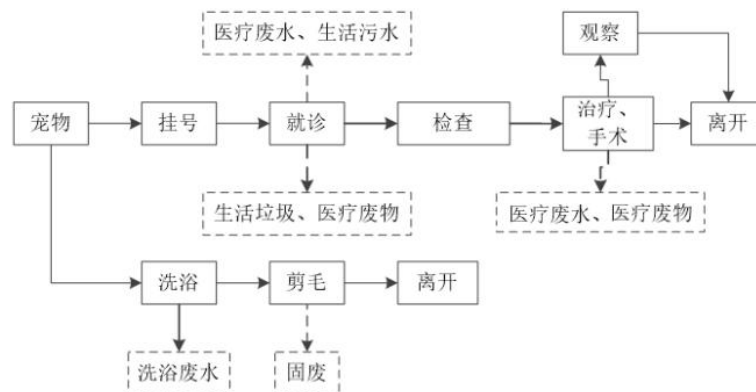 医疗废水、生活污水
观察
宠物
挂号
就诊
检查
治疗、
手术
离开
生活垃圾、医疗废物
医疗废水、医疗废物
洗浴
剪毛
离开
洗浴废水
固废